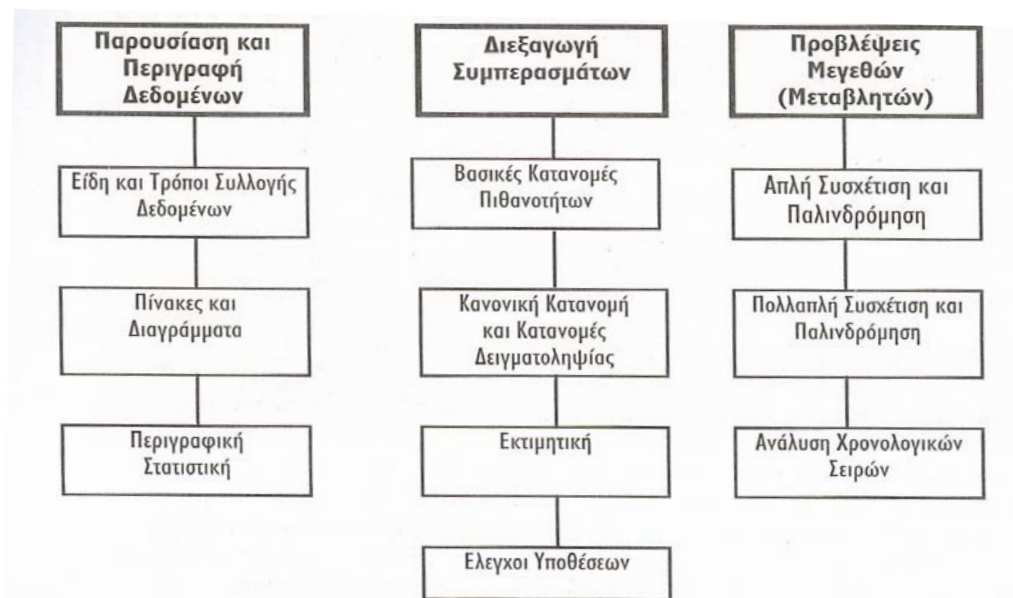 Παρουσίαση και
Περιγραφή
Δεδομένων
Είδη και Τρόποι Συλλογής
Δεδομένων
Πίνακες και
Διαγράμματα
Περιγραφική
Στατιστική
Διεξαγωγή
Συμπερασμάτων
Βασικές Κατανομές
Πιθανοτήτων
Κανονική Κατανομή
και Κατανομές
Δειγματοληψίας
Εκτιμητική
Ελεγχοι Υποθέσεων
Προβλέψεις
Μεγεθών
(Μεταβλητών)
Απλή Συσχέτιση και
Παλινδρόμηση
Πολλαπλή Συσχέτιση και
Παλινδρόμηση
Ανάλυση Χρονολογικών
Σειρών